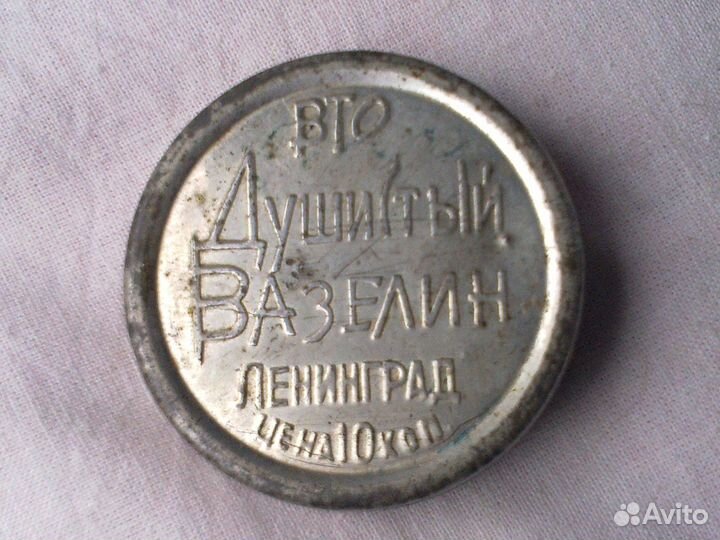 ВТО
Душистый
ВАЗЕЛИН
ЛЕНИНГРАД
ЦЕНА 10 КОП.
Avito